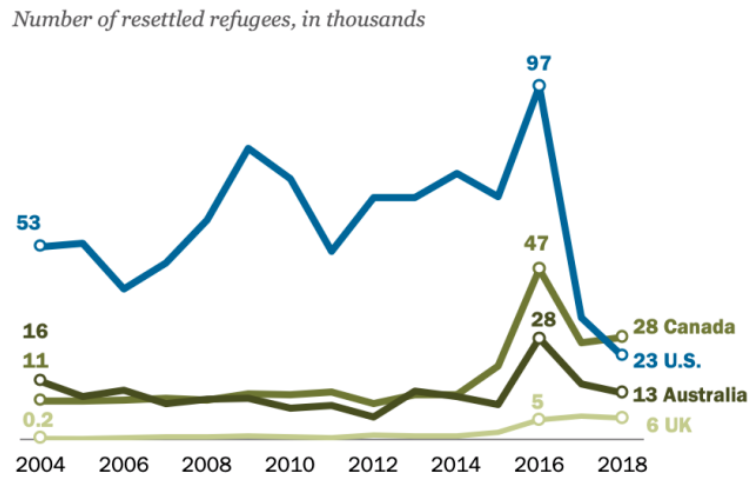 Number of resettled refugees, in thousands
97
53
47
28
16
11
0.2
5
28 Canada
23 U.S.
13 Australia
6 UK
2004 2006 2008 2010 2012 2014 2016 2018